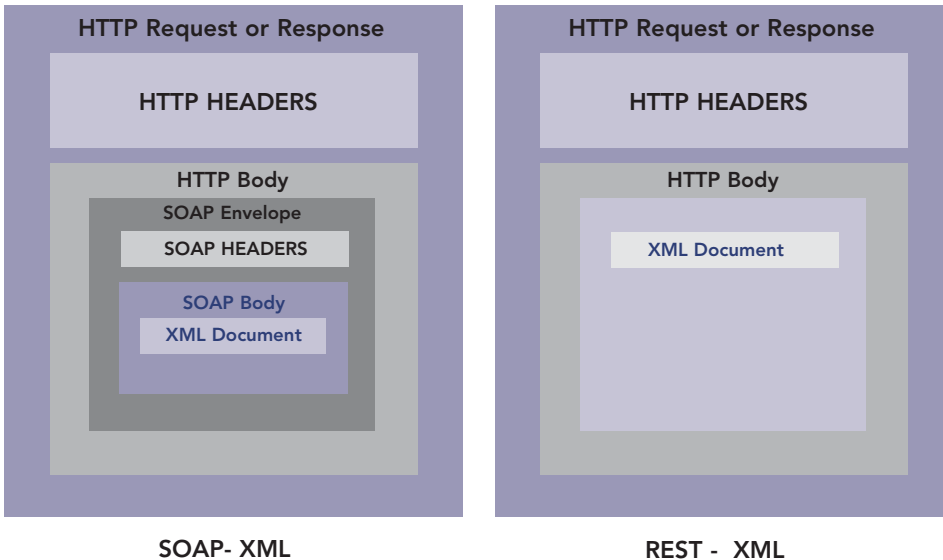 HTTP Request or Response
HTTP HEADERS
HTTP Body
SOAP Envelope
SOAP HEADERS
SOAP Body
XML Document
SOAP- XML
HTTP Request or Response
HTTP HEADERS
HTTP Body
XML Document
REST - XML